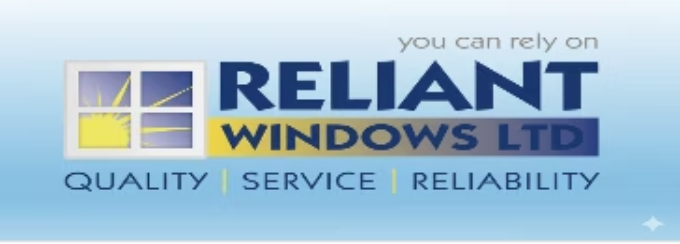 you can rely on
RELIANT
WINDOWS LTD
QUALITY | SERVICE | RELIABILITY